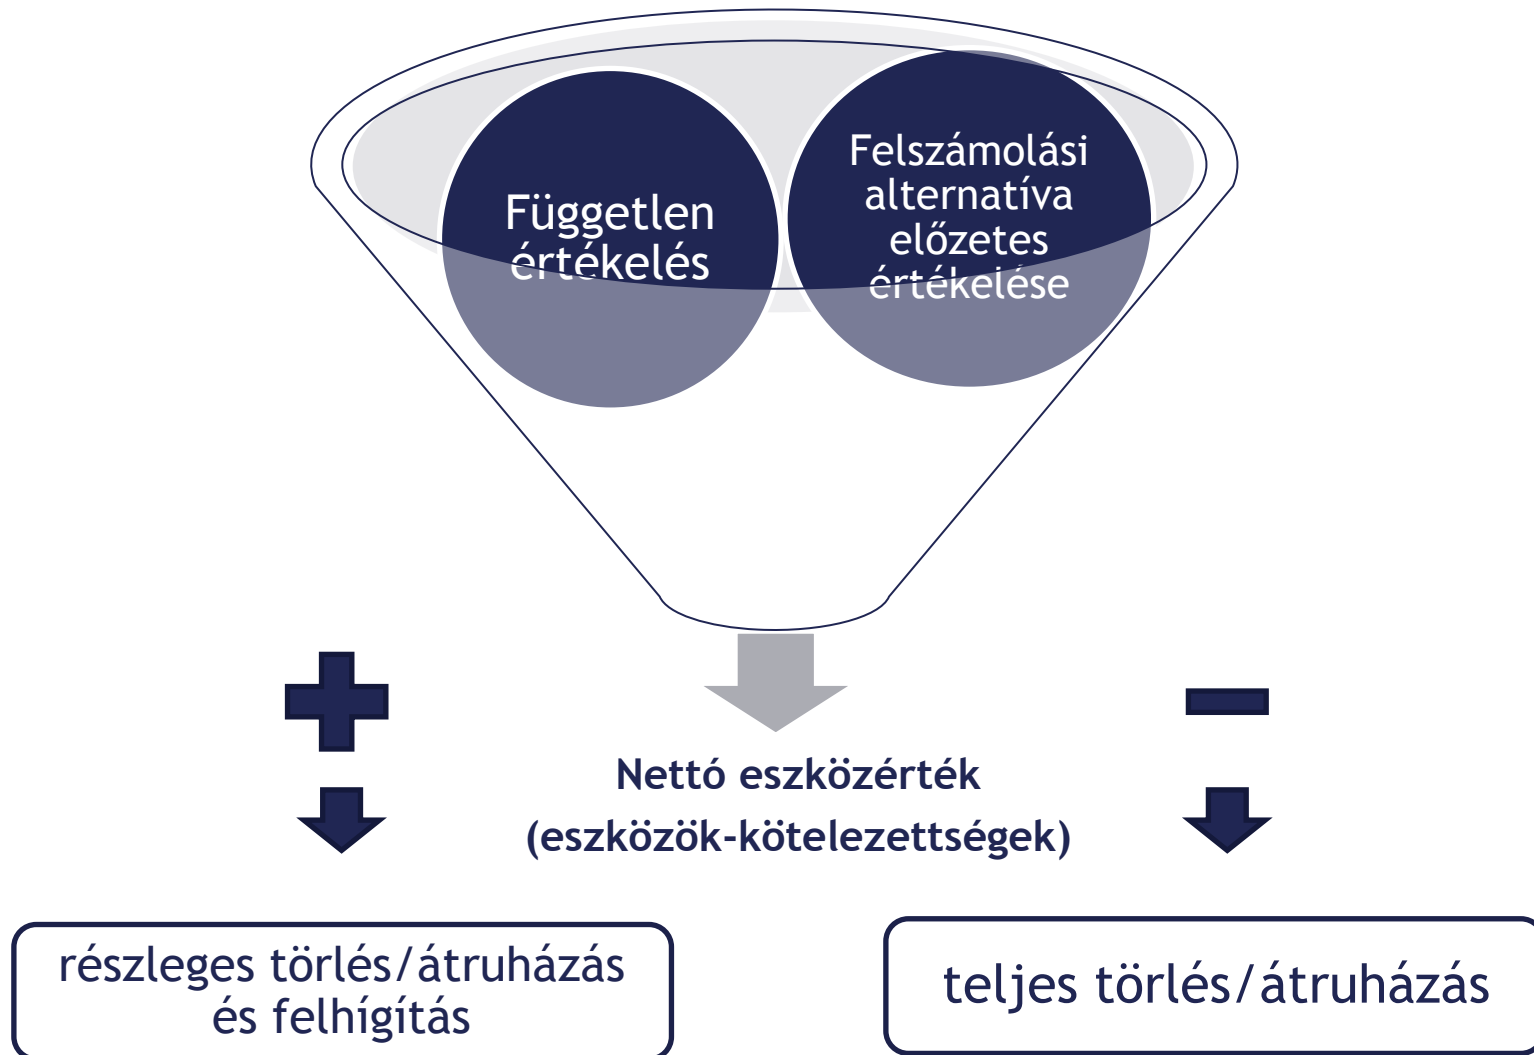 Független
értékelés
Felszámolási
alternatíva
előzetes
értékelése
Nettó eszközérték
(eszközök-kötelezettségek)
részleges törlés/átruházás
és felhígítás
teljes törlés/átruházás